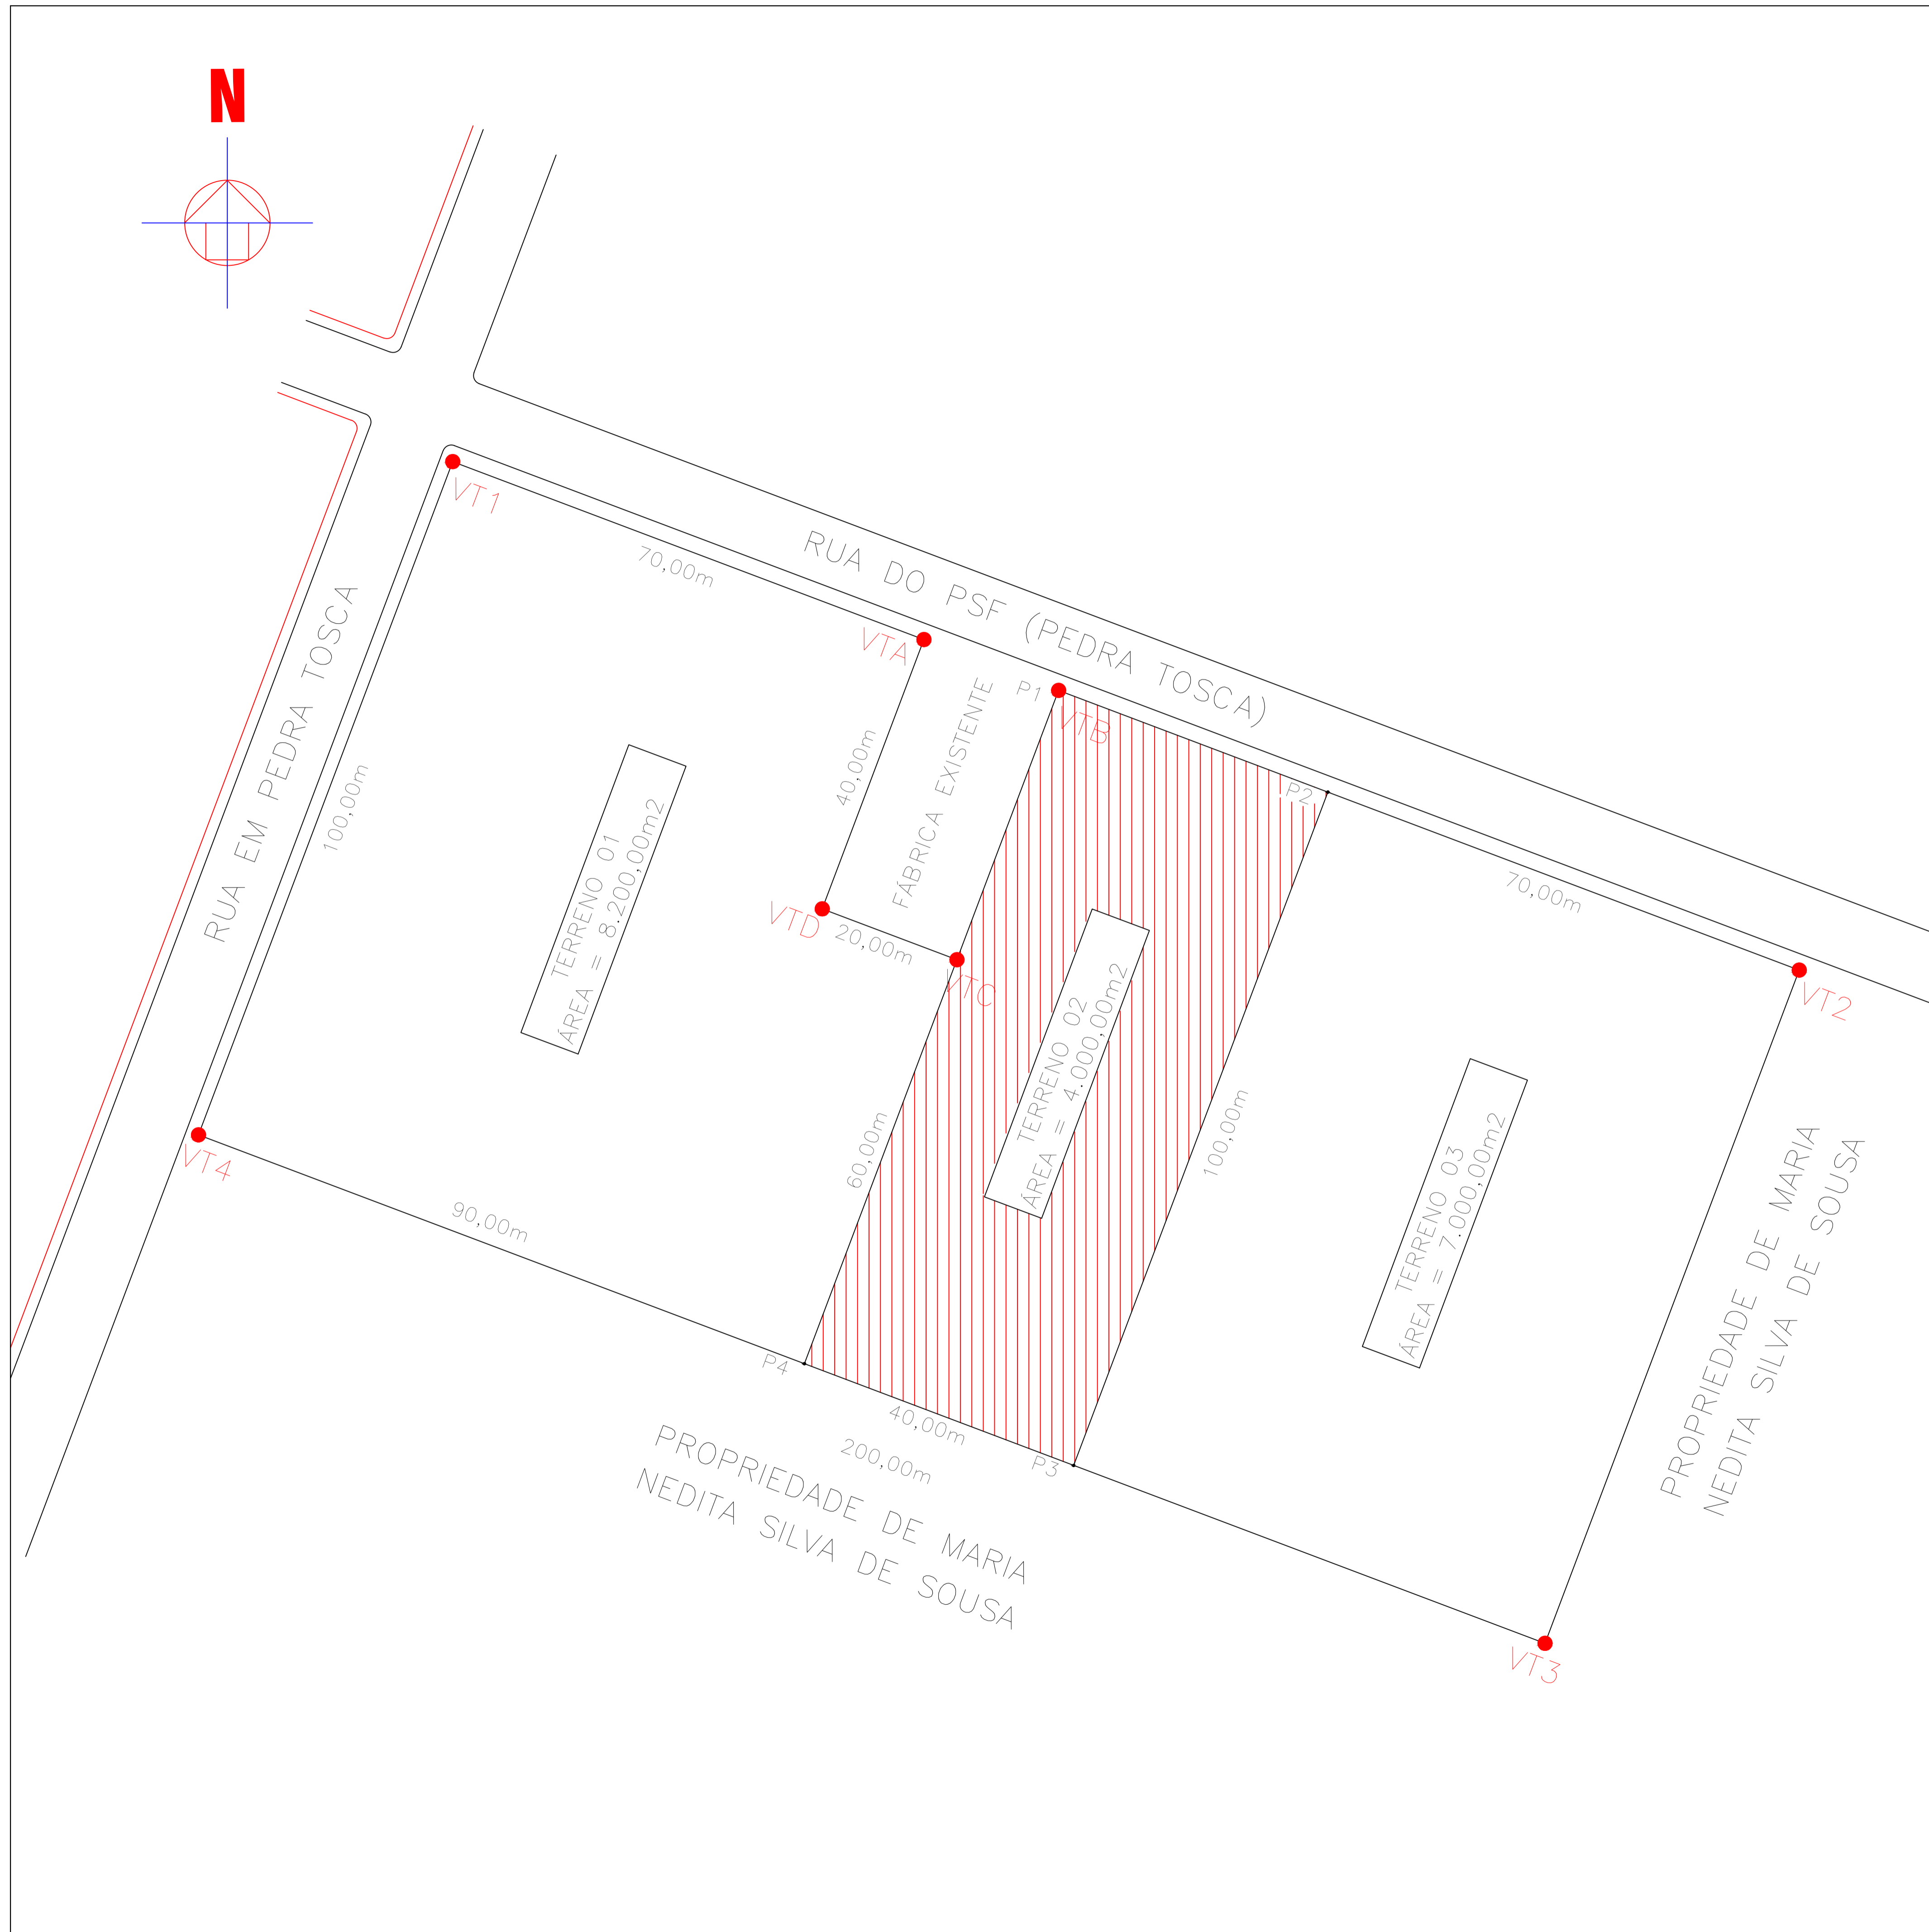 N
VT1
70,00m
RUA DO PSF (PEDRA TOSCA)
VTA
P1
VTB
FÁBRICA EXISTENTE
40,00m
RUA EM PEDRA TOSCA
100,00m
TERRENO 01
ÁREA = 8.200,00m2
P2
70,00m
VTD
20,00m
VTC
VT2
TERRENO 02
ÁREA = 4.000,00m2
60,00m
100,00m
TERRENO 03
ÁREA = 7.000,00m2
VT4
90,00m
PROPRIEDADE DE MARIA
NEDITA SILVA DE SOUSA
P4
40,00m
200,00m
P3
PROPRIEDADE DE MARIA
NEDITA SILVA DE SOUSA
VT3